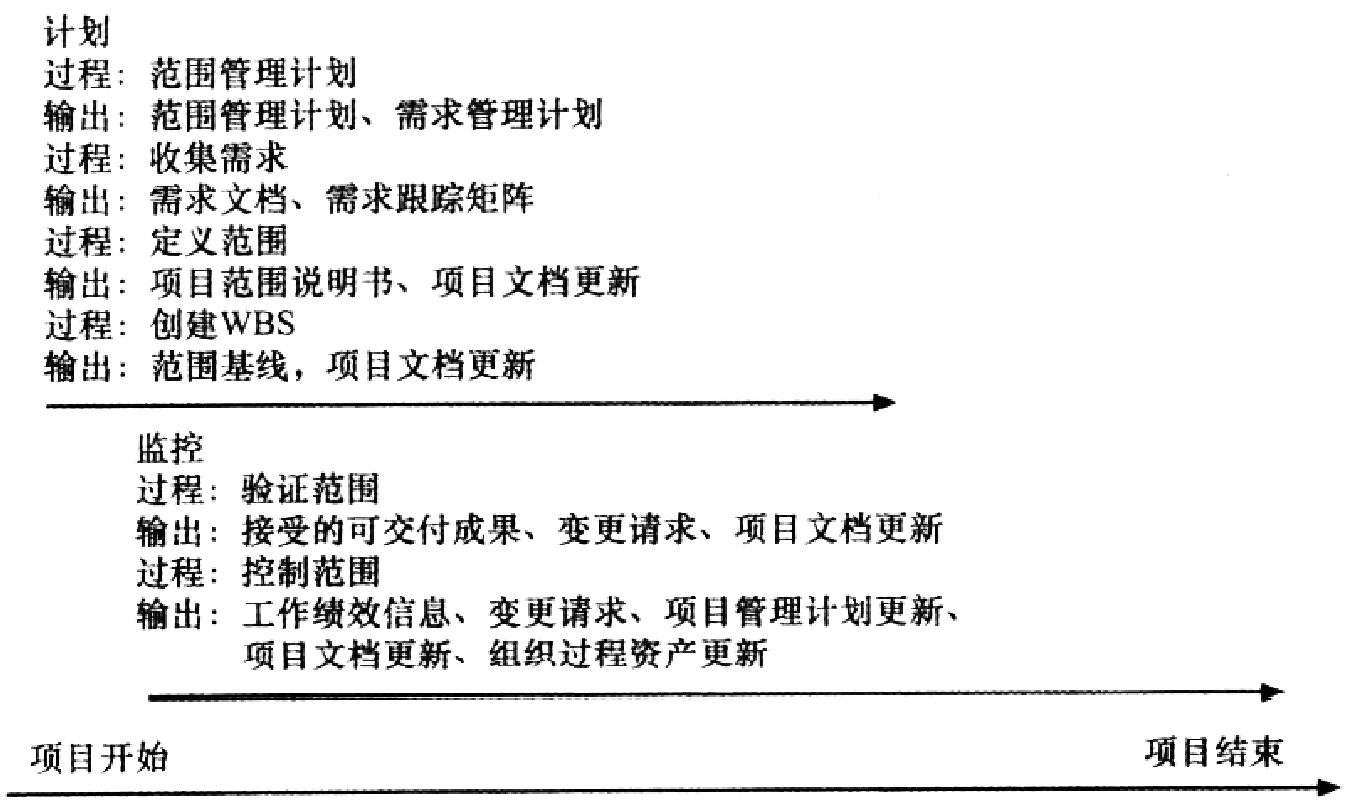 计划
过程：范围管理计划
输出：范围管理计划、需求管理计划
过程：收集需求
输出：需求文档、需求跟踪矩阵
过程：定义范围
输出：项目范围说明书、项目文档更新
过程：创建WBS
输出：范围基线，项目文档更新
监控
过程：验证范围
输出：接受的可交付成果、变更请求、项目文档更新
过程：控制范围
输出：工作绩效信息、变更请求、项目管理计划更新、
项目文档更新、组织过程资产更新
项目开始
项目结束